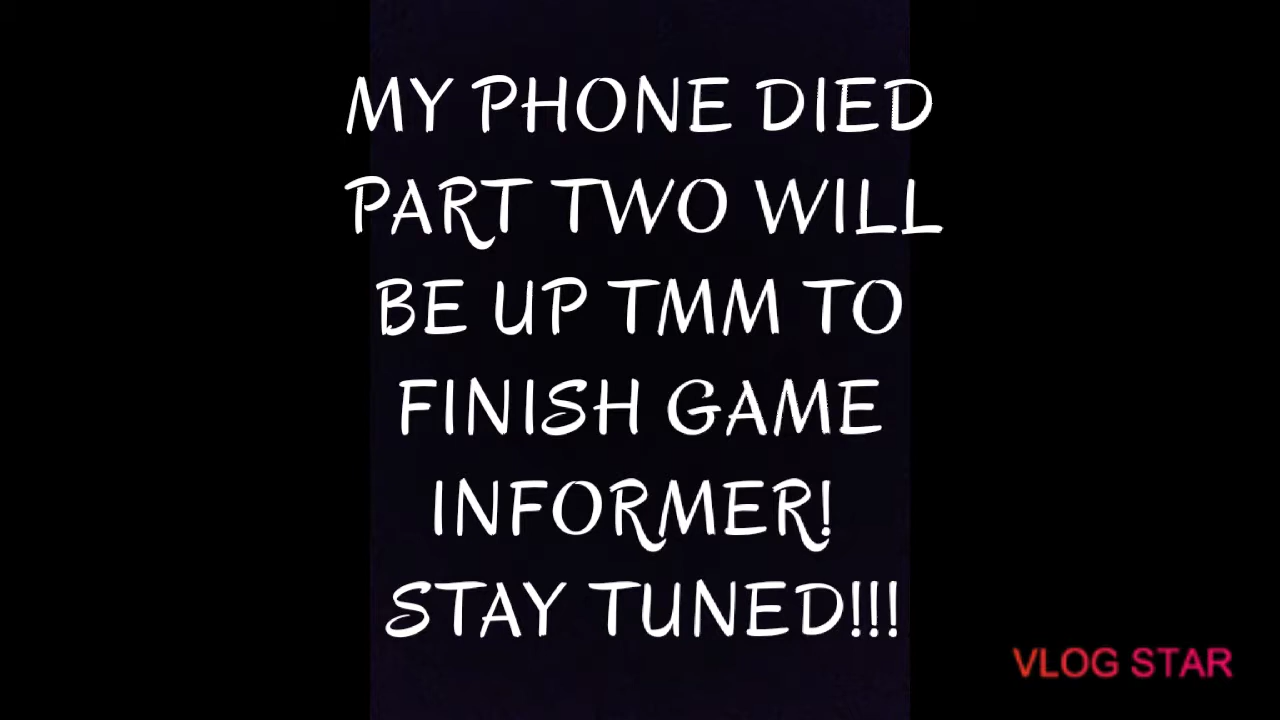 MY PHONE DIED
PART TWO WILL
BE UP TMM TO
FINISH GAME
INFORMER!
STAY TUNED!!!
VLOG STAR